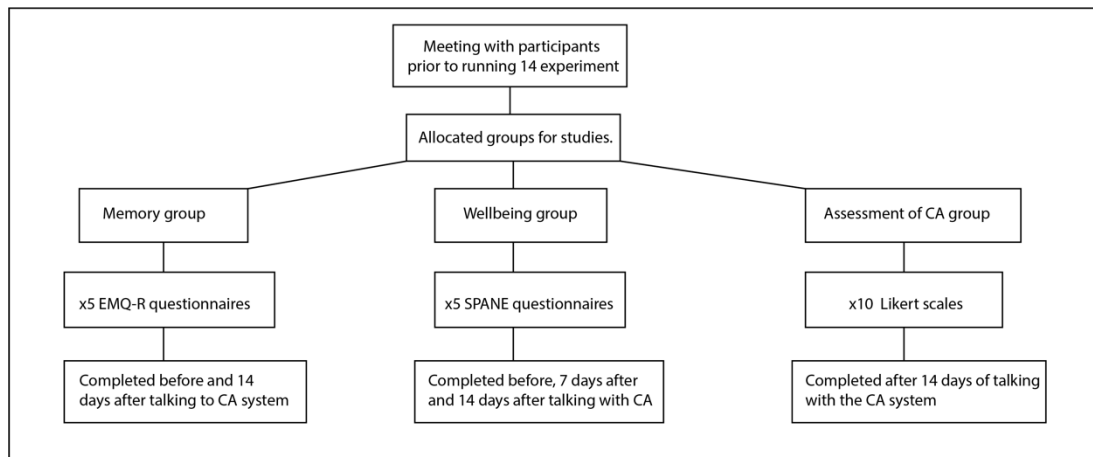 Meeting with participants
prior to running 14 experiment
Allocated groups for studies.
Memory group
Wellbeing group
Assessment of CA group
x5 EMQ-R questionnaires
x5 SPANE questionnaires
x10 Likert scales
Completed before and 14
days after talking to CA system
Completed before, 7 days after
and 14 days after talking with CA
Completed after 14 days of talking
with the CA system